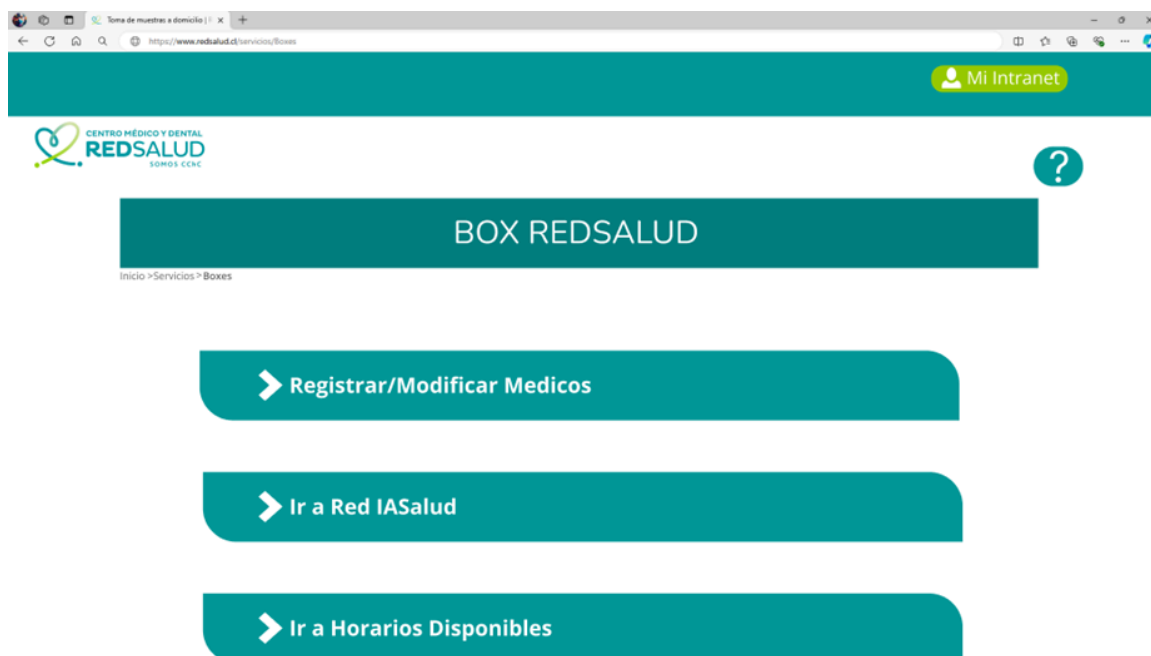 Toma de muestras a domicilio |
https://www.redsalud.cl/servicios/Boxes
Mi Intranet
CENTRO MÉDICO Y DENTAL
REDSALUD
SOMOS CChC
?
BOX REDSALUD
Inicio >Servicios > Boxes
Registrar/Modificar Medicos
Ir a Red IASalud
Ir a Horarios Disponibles